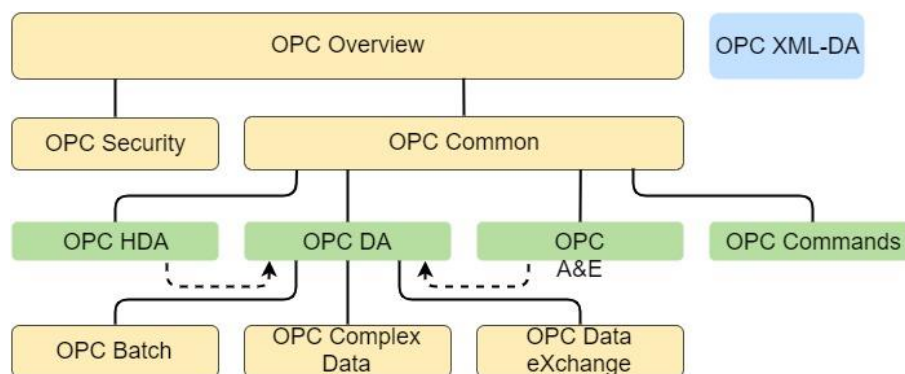 OPC Overview
OPC XML-DA
OPC Security
OPC Common
OPC HDA
OPC DA
OPC
A&E
OPC Commands
OPC Batch
OPC Complex
Data
OPC Data
eXchange